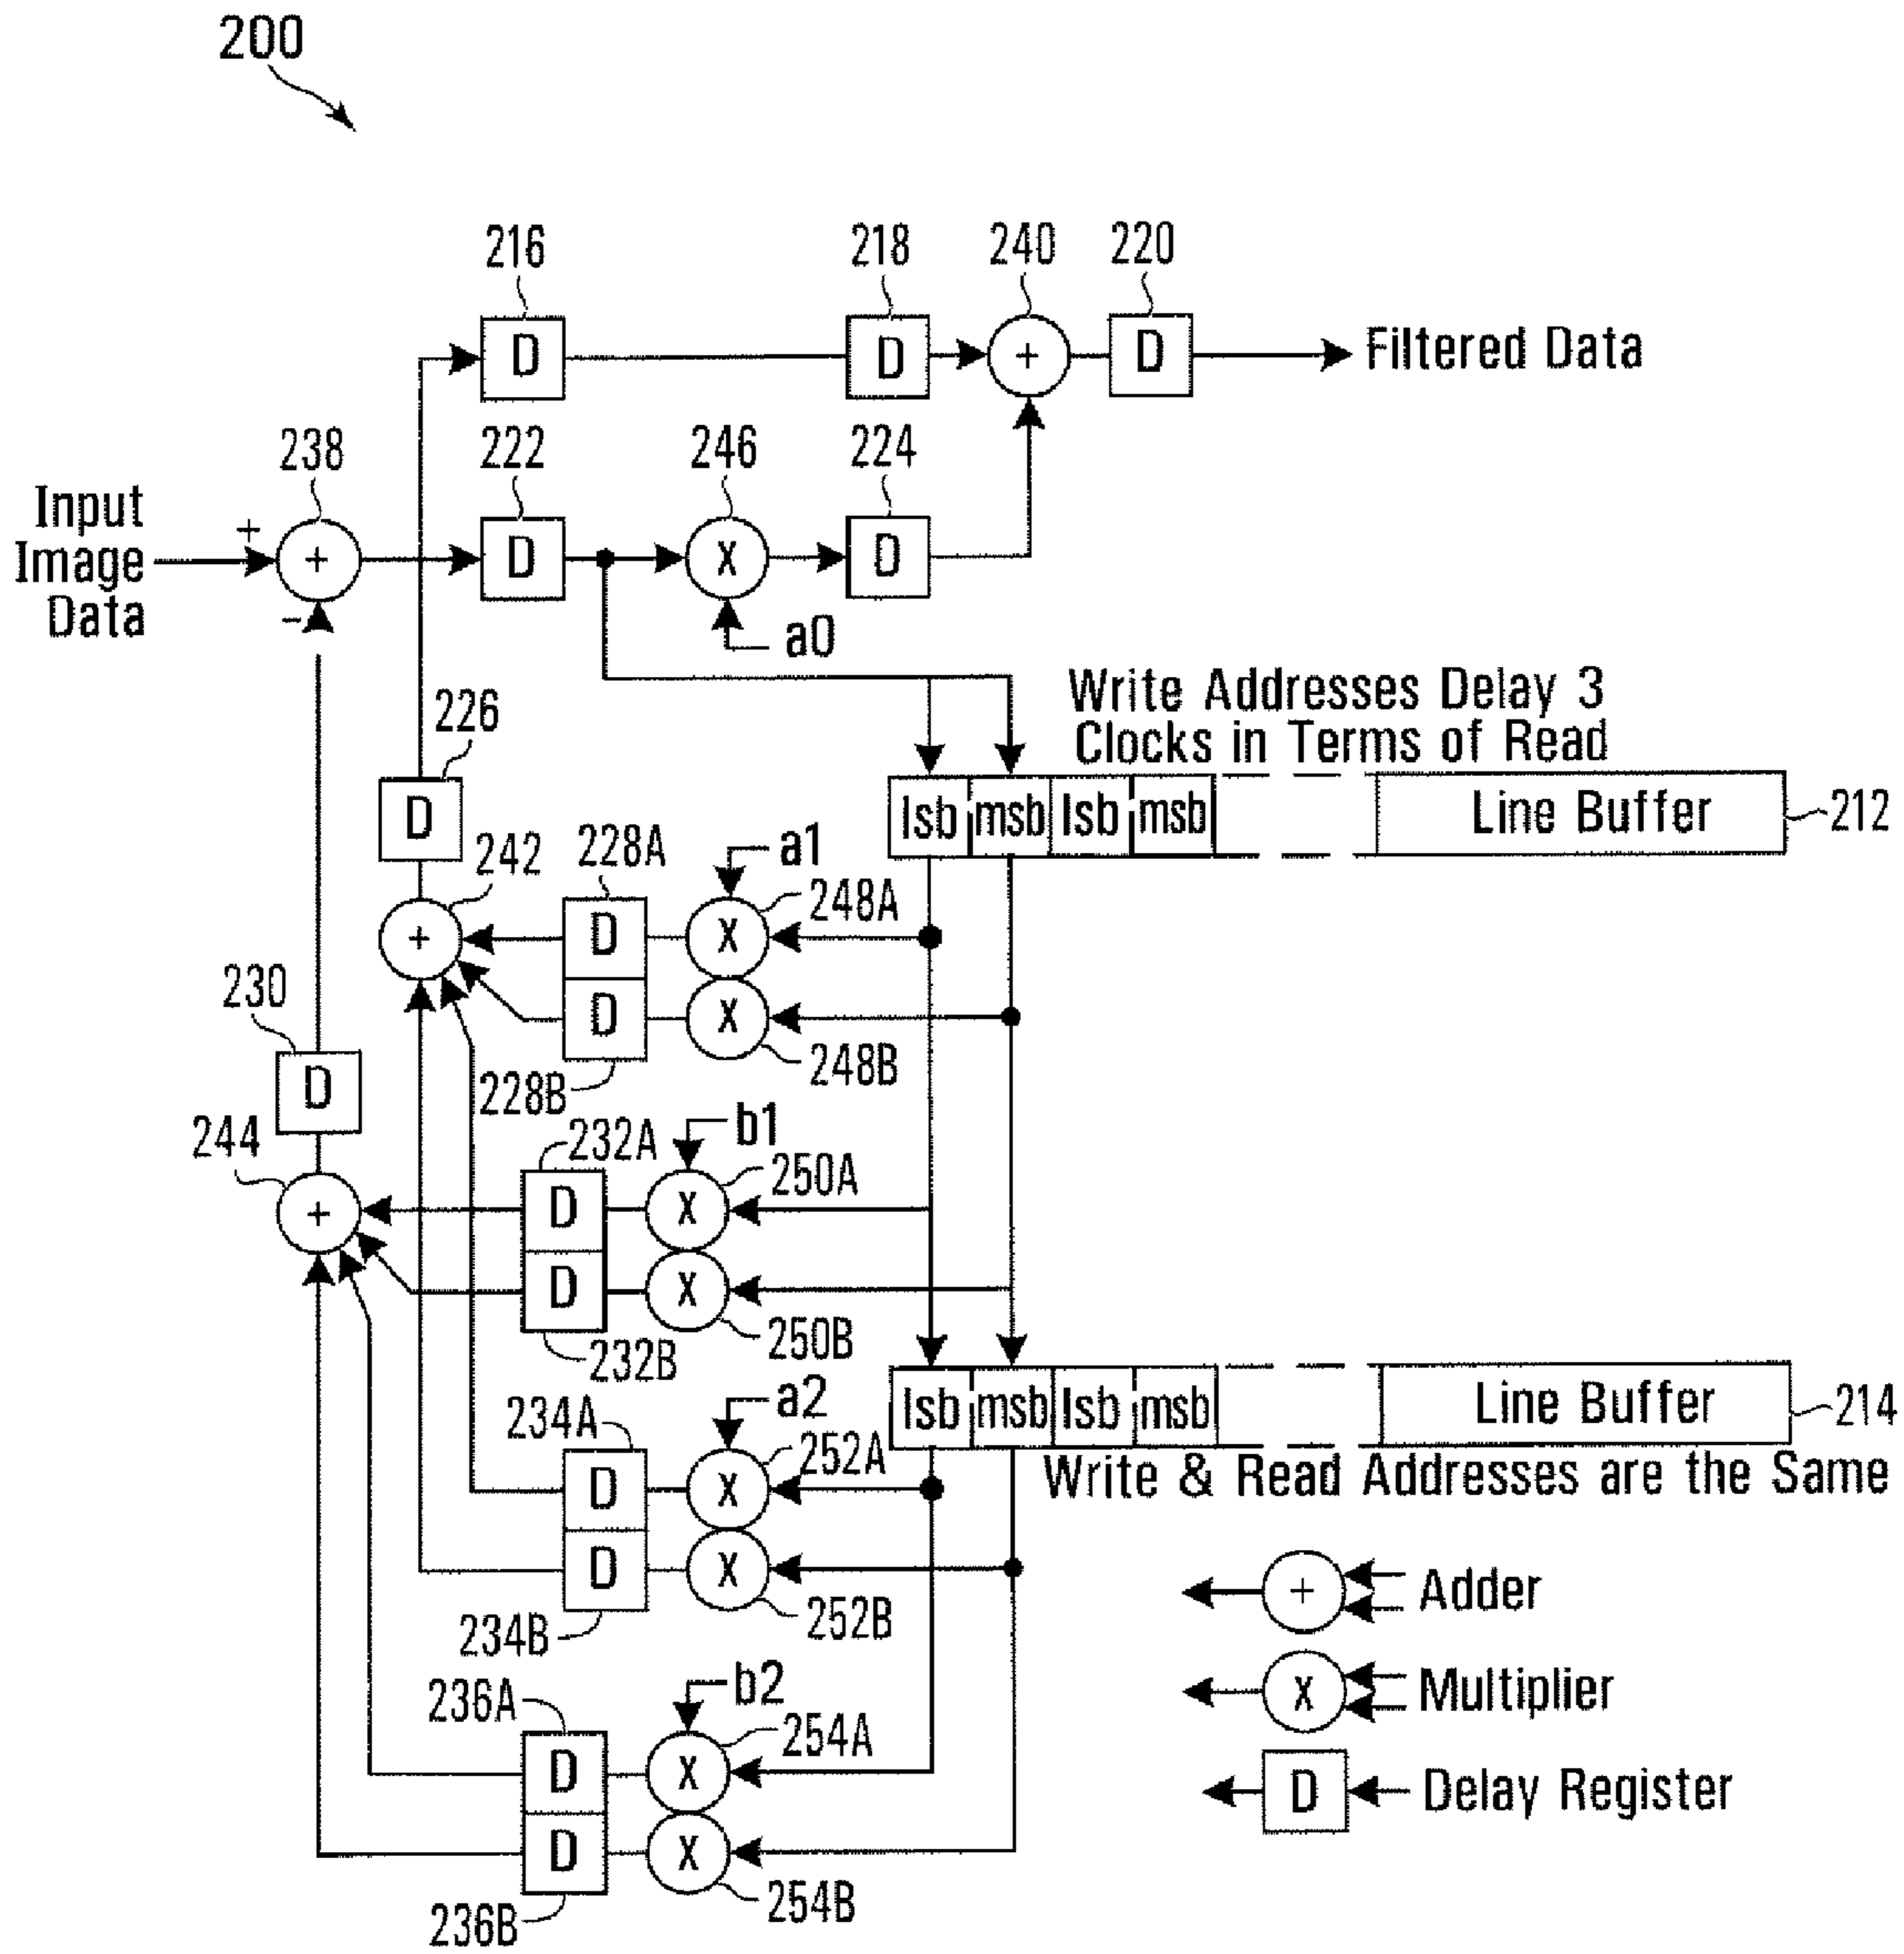 200
216
218
240
220
D
D
+
D
Filtered Data
238
222
246
224
Input
Image
Data
+
-
+
D
X
D
a0
Write Addresses Delay 3
Clocks in Terms of Read
226
D
lsb
msb
lsb
msb
Line Buffer
212
242
228A
a1
248A
+
D
X
D
X
228B
248B
230
D
244
b1
232A
250A
+
D
X
D
X
232B
250B
lsb
msb
lsb
msb
Line Buffer
214
Write & Read Addresses are the Same
a2
234A
252A
D
X
D
X
234B
252B
b2
236A
254A
D
X
D
X
236B
254B
+
Adder
X
Multiplier
D
Delay Register